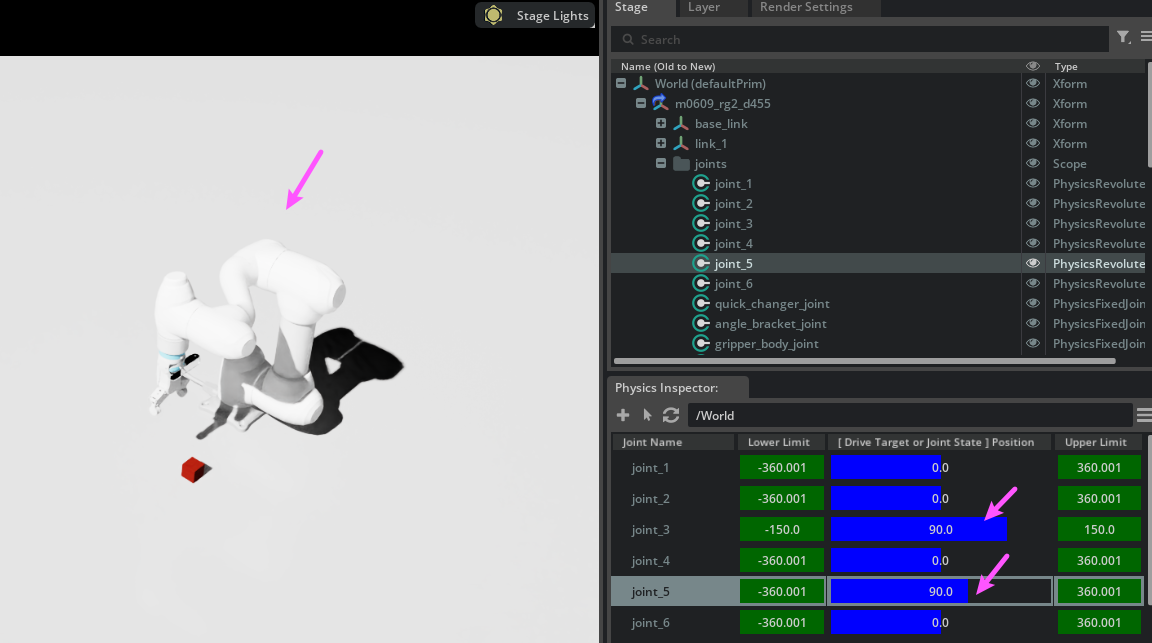 Stage Lights
Stage Layer Render Settings
Search
Name (Old to New) Type
World (defaultPrim) Xform
m0609_rg2_d455 Xform
base_link Xform
link_1 Xform
joints Scope
joint_1 PhysicsRevolute
joint_2 PhysicsRevolute
joint_3 PhysicsRevolute
joint_4 PhysicsRevolute
joint_5 PhysicsRevolute
joint_6 PhysicsRevolute
quick_changer_joint PhysicsFixedJoin
angle_bracket_joint PhysicsFixedJoin
gripper_body_joint PhysicsFixedJoin
Physics Inspector:
/World
Joint Name Lower Limit [ Drive Target or Joint State ] Position Upper Limit
joint_1 -360.001 0.0 360.001
joint_2 -360.001 0.0 360.001
joint_3 -150.0 90.0 150.0
joint_4 -360.001 0.0 360.001
joint_5 -360.001 90.0 360.001
joint_6 -360.001 0.0 360.001